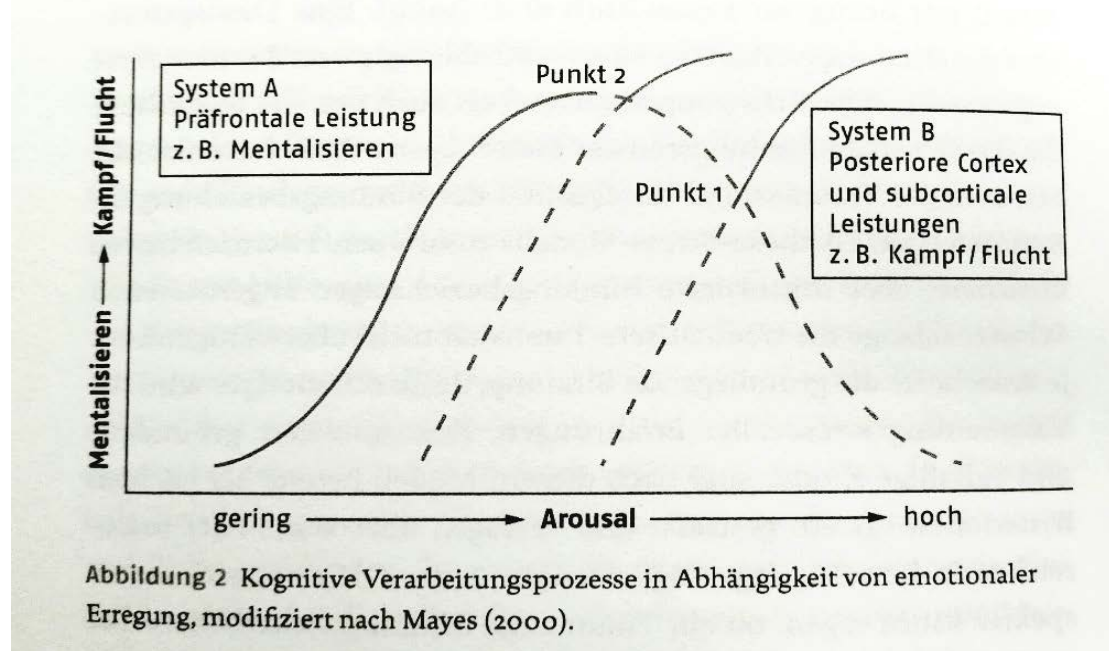 System A
Präfrontale Leistung
z. B. Mentalisieren
Punkt 2
System B
Posteriore Cortex
und subcorticale
Leistungen
z. B. Kampf/Flucht
Punkt 1
Mentalisieren → Kampf/Flucht
gering → Arousal → hoch
Abbildung 2 Kognitive Verarbeitungsprozesse in Abhängigkeit von emotionaler
Erregung, modifiziert nach Mayes (2000).